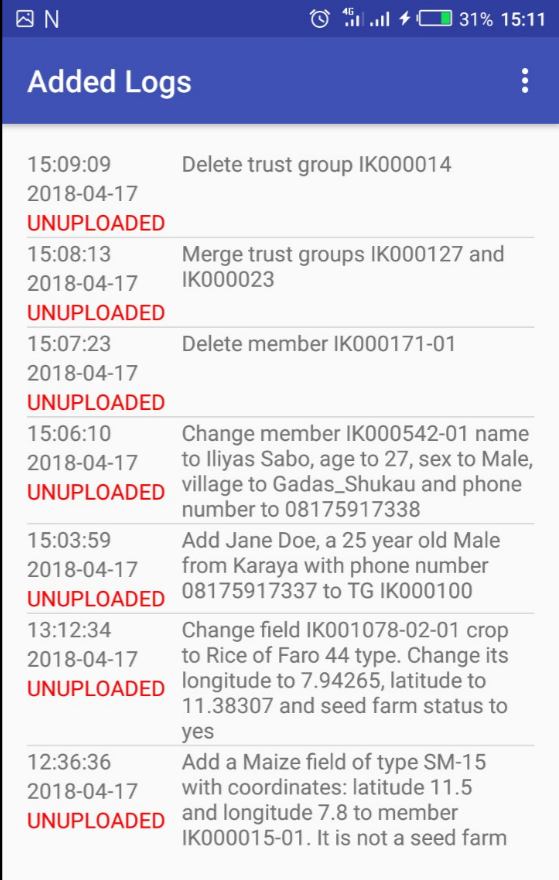 N 4G 31% 15:11
Added Logs
15:09:09 Delete trust group IK000014
2018-04-17
UNUPLOADED
15:08:13 Merge trust groups IK000127 and
2018-04-17 IK000023
UNUPLOADED
15:07:23 Delete member IK000171-01
2018-04-17
UNUPLOADED
15:06:10 Change member IK000542-01 name
2018-04-17 to Iliyas Sabo, age to 27, sex to Male,
UNUPLOADED village to Gadas_Shukau and phone
number to 08175917338
15:03:59 Add Jane Doe, a 25 year old Male
2018-04-17 from Karaya with phone number
UNUPLOADED 08175917337 to TG IK000100
13:12:34 Change field IK001078-02-01 crop
2018-04-17 to Rice of Faro 44 type. Change its
UNUPLOADED longitude to 7.94265, latitude to
11.38307 and seed farm status to
yes
12:36:36 Add a Maize field of type SM-15
2018-04-17 with coordinates: latitude 11.5
UNUPLOADED and longitude 7.8 to member
IK000015-01. It is not a seed farm